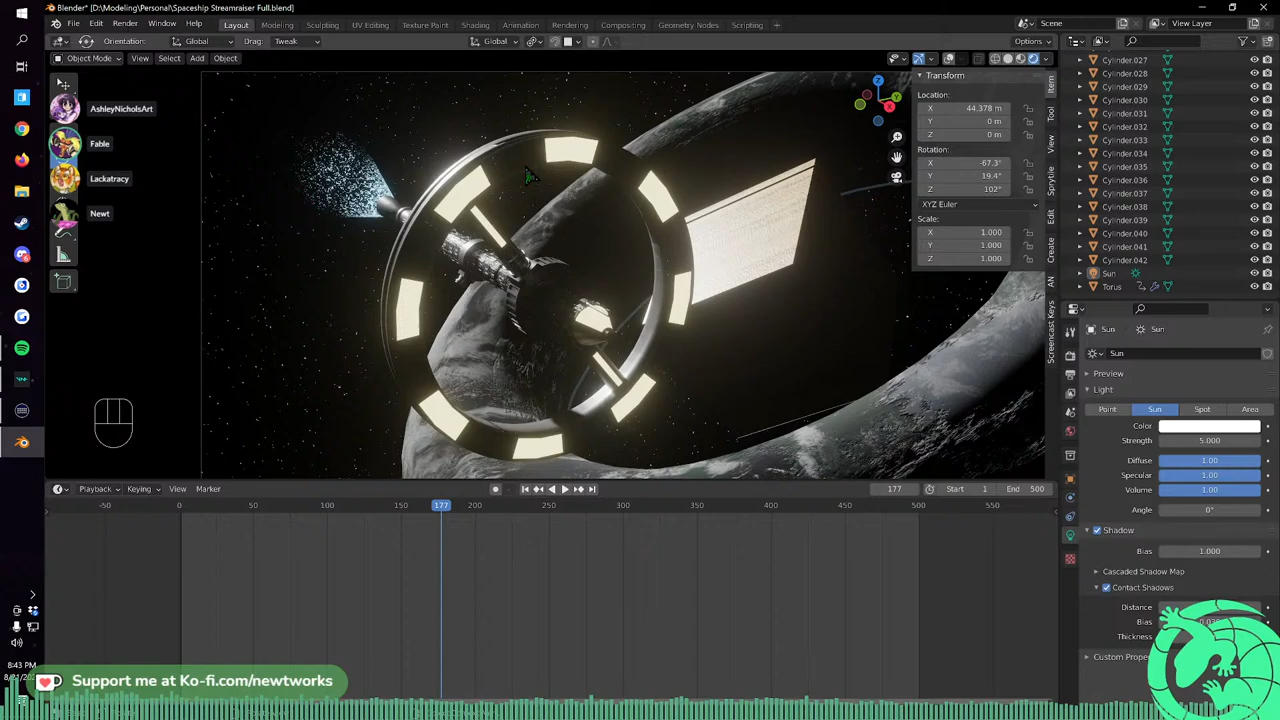 Blender* [D:\Modeling\Personal\Spaceship Streamraiser Full.blend]
File Edit Render Window Help Layout Modeling Sculpting UV Editing Texture Paint Shading Animation Rendering Compositing Geometry Nodes Scripting Scene View Layer
Orientation: Global Drag: Tweak Global Options
Object Mode View Select Add Object
AshleyNicholsArt
Fable
Lackatracy
Newt
Transform
Location:
X 44.378 m
Y 0 m
Z 0 m
Rotation:
X -67.3°
Y 19.4°
Z 102°
XYZ Euler
Scale:
X 1.000
Y 1.000
Z 1.000
Item
Tool
View
Sprytile
Edit
Create
AN
Screencast Keys
Cylinder.027
Cylinder.028
Cylinder.029
Cylinder.030
Cylinder.031
Cylinder.032
Cylinder.033
Cylinder.034
Cylinder.035
Cylinder.036
Cylinder.037
Cylinder.038
Cylinder.039
Cylinder.040
Cylinder.041
Cylinder.042
Sun
Torus
Sun Sun
Sun
Preview
Light
Point Sun Spot Area
Color
Strength 5.000
Diffuse 1.00
Specular 1.00
Volume 1.00
Angle 0°
Shadow
Bias 1.000
Cascaded Shadow Map
Contact Shadows
Distance
Bias
Thickness
Custom Prope
Playback Keying View Marker 177 Start 1 End 500
-50 0 50 100 150 177 200 250 300 350 400 450 500 550
8:43 PM
Support me at Ko-fi.com/newtworks